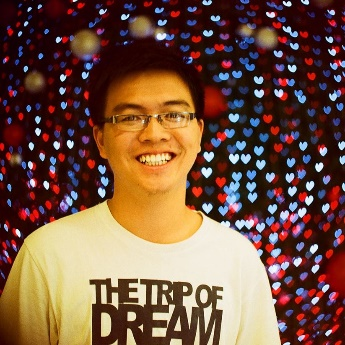 THE TRIP OF
DREAM